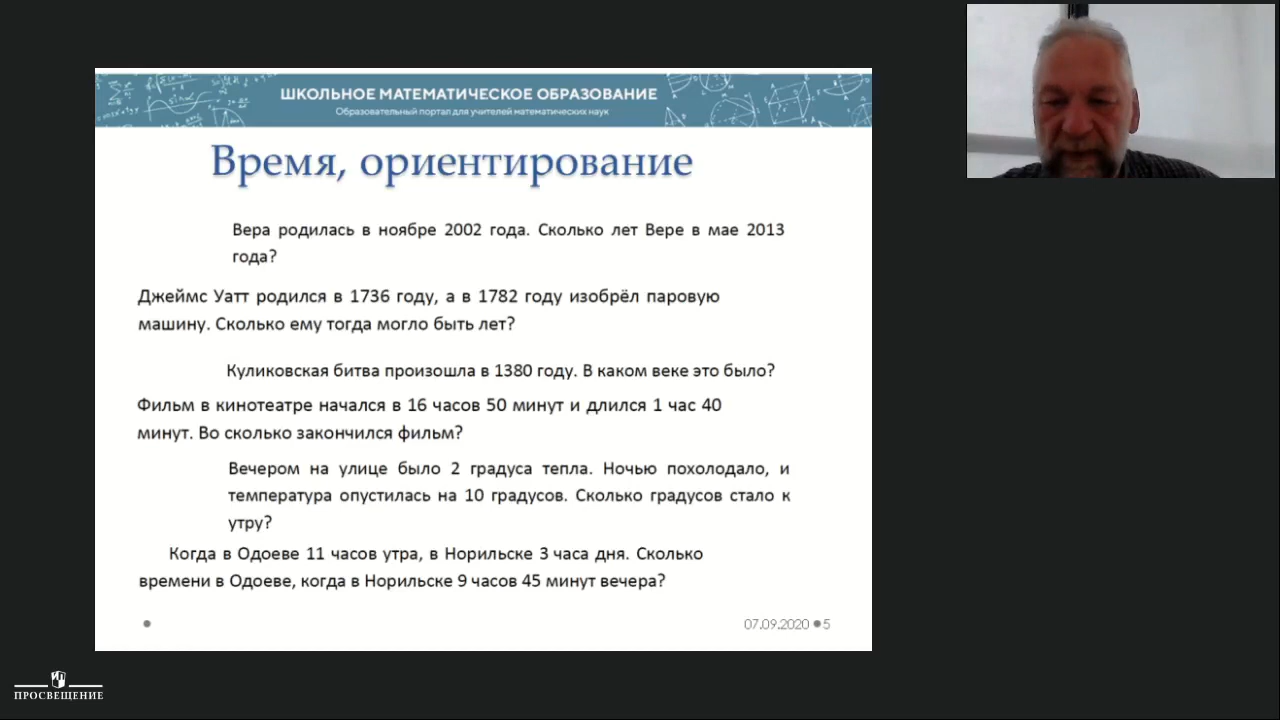 ШКОЛЬНОЕ МАТЕМАТИЧЕСКОЕ ОБРАЗОВАНИЕ
Образовательный портал для учителей математических наук
Время, ориентирование
Вера родилась в ноябре 2002 года. Сколько лет Вере в мае 2013
года?
Джеймс Уатт родился в 1736 году, а в 1782 году изобрёл паровую
машину. Сколько ему тогда могло быть лет?
Куликовская битва произошла в 1380 году. В каком веке это было?
Фильм в кинотеатре начался в 16 часов 50 минут и длился 1 час 40
минут. Во сколько закончился фильм?
Вечером на улице было 2 градуса тепла. Ночью похолодало, и
температура опустилась на 10 градусов. Сколько градусов стало к
утру?
Когда в Одоеве 11 часов утра, в Норильске 3 часа дня. Сколько
времени в Одоеве, когда в Норильске 9 часов 45 минут вечера?
07.09.2020 5
ПРОСВЕЩЕНИЕ